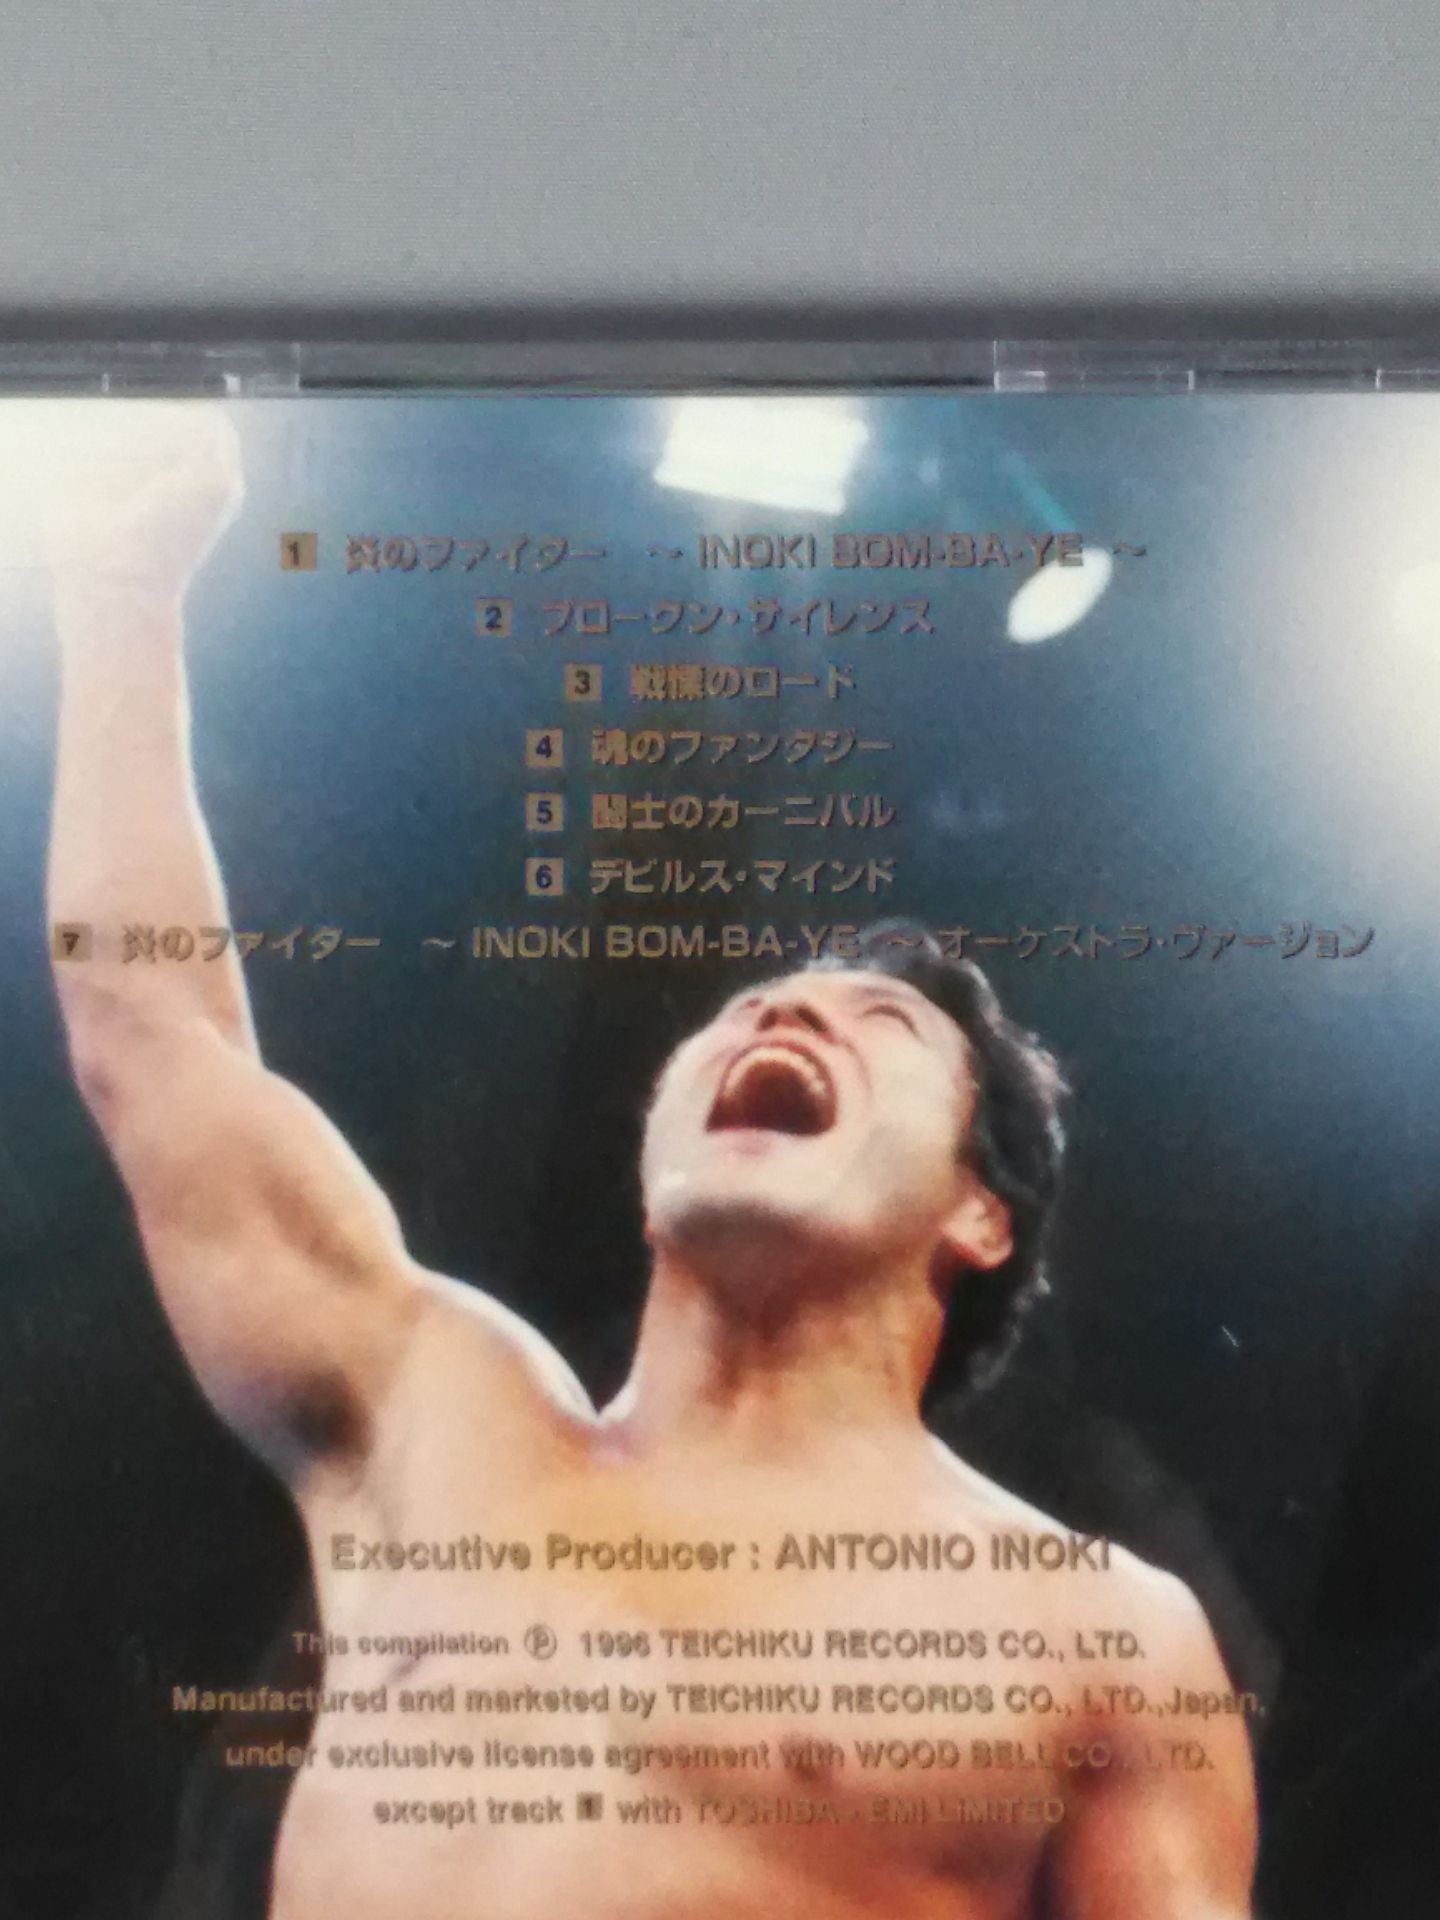 1 炎のファイター ～ INOKI BOM-BA-YE ～
2 ブロークン・サイレンス
3 戦慄のロード
4 魂のファンタジー
5 闘士のカーニバル
6 デビルス・マインド
7 炎のファイター ～ INOKI BOM-BA-YE ～ オーケストラ・ヴァージョン
Executive Producer : ANTONIO INOKI
This compilation Ⓟ 1996 TEICHIKU RECORDS CO., LTD.
Manufactured and marketed by TEICHIKU RECORDS CO., LTD.,Japan,
under exclusive license agreement with WOOD BELL CO., LTD.
except track 1 with TOSHIBA - EMI LIMITED